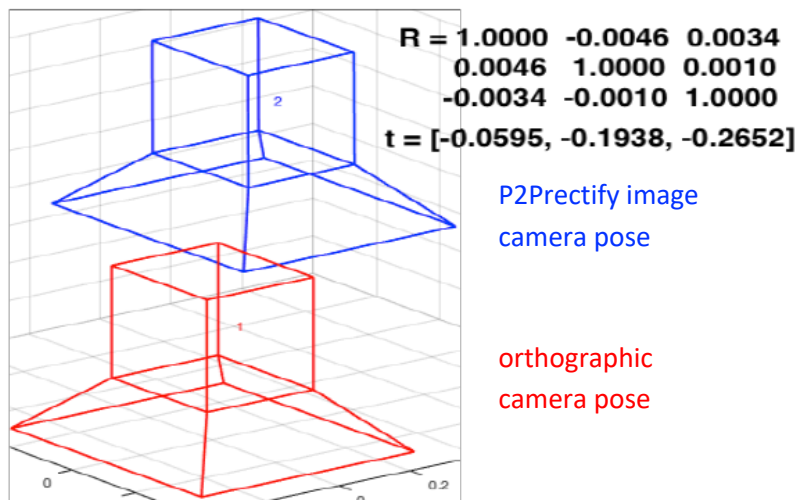 R = 1.0000 -0.0046 0.0034
0.0046 1.0000 0.0010
-0.0034 -0.0010 1.0000
t = [-0.0595, -0.1938, -0.2652]
2
P2Prectify image
camera pose
1
orthographic
camera pose
0
0.2